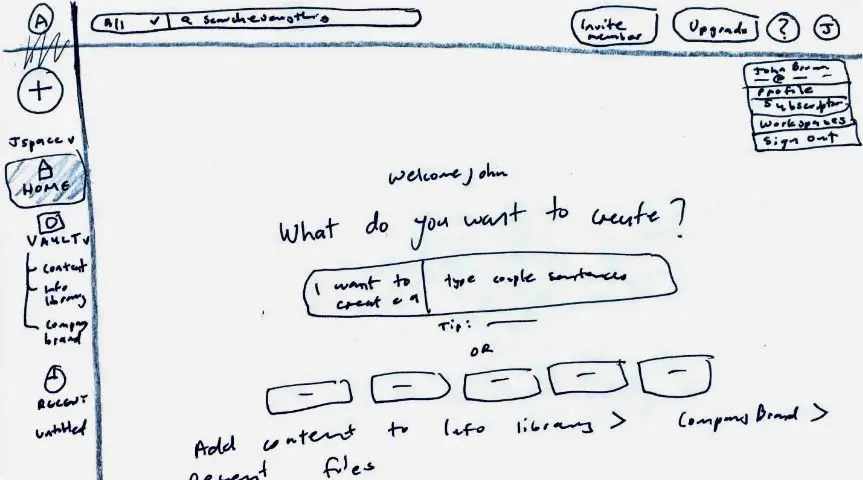 A
All
Search everything
Invite
member
Upgrade
?
J
John Brown
Profile
Subscription
Workspaces
Sign out
+
Jspace v
HOME
VAULT v
Content
Info
library
Company
brand
RECENT
untitled
Welcome John
What do you want to create?
I want to
create a
type couple sentences
Tip:
OR
Add content to Info library >
Company Brand >
Recent files